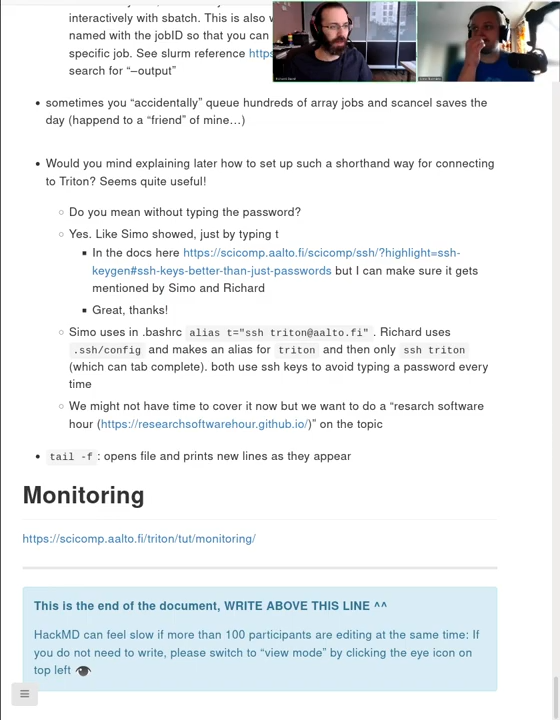 interactively with sbatch. This is also
named with the jobID so that you can
specific job. See slurm reference https
search for “–output”
• sometimes you “accidentally” queue hundreds of array jobs and scancel saves the
day (happend to a “friend” of mine…)
• Would you mind explaining later how to set up such a shorthand way for connecting
to Triton? Seems quite useful!
◦ Do you mean without typing the password?
◦ Yes. Like Simo showed, just by typing t
▪ In the docs here https://scicomp.aalto.fi/scicomp/ssh/?highlight=ssh-
keygen#ssh-keys-better-than-just-passwords but I can make sure it gets
mentioned by Simo and Richard
▪ Great, thanks!
◦ Simo uses in .bashrc alias t="ssh triton@aalto.fi" . Richard uses
.ssh/config and makes an alias for triton and then only ssh triton
(which can tab complete). both use ssh keys to avoid typing a password every
time
◦ We might not have time to cover it now but we want to do a “resarch software
hour (https://researchsoftwarehour.github.io/)” on the topic
• tail -f : opens file and prints new lines as they appear
Monitoring
https://scicomp.aalto.fi/triton/tut/monitoring/
This is the end of the document, WRITE ABOVE THIS LINE ^^
HackMD can feel slow if more than 100 participants are editing at the same time: If
you do not need to write, please switch to “view mode” by clicking the eye icon on
top left 👁